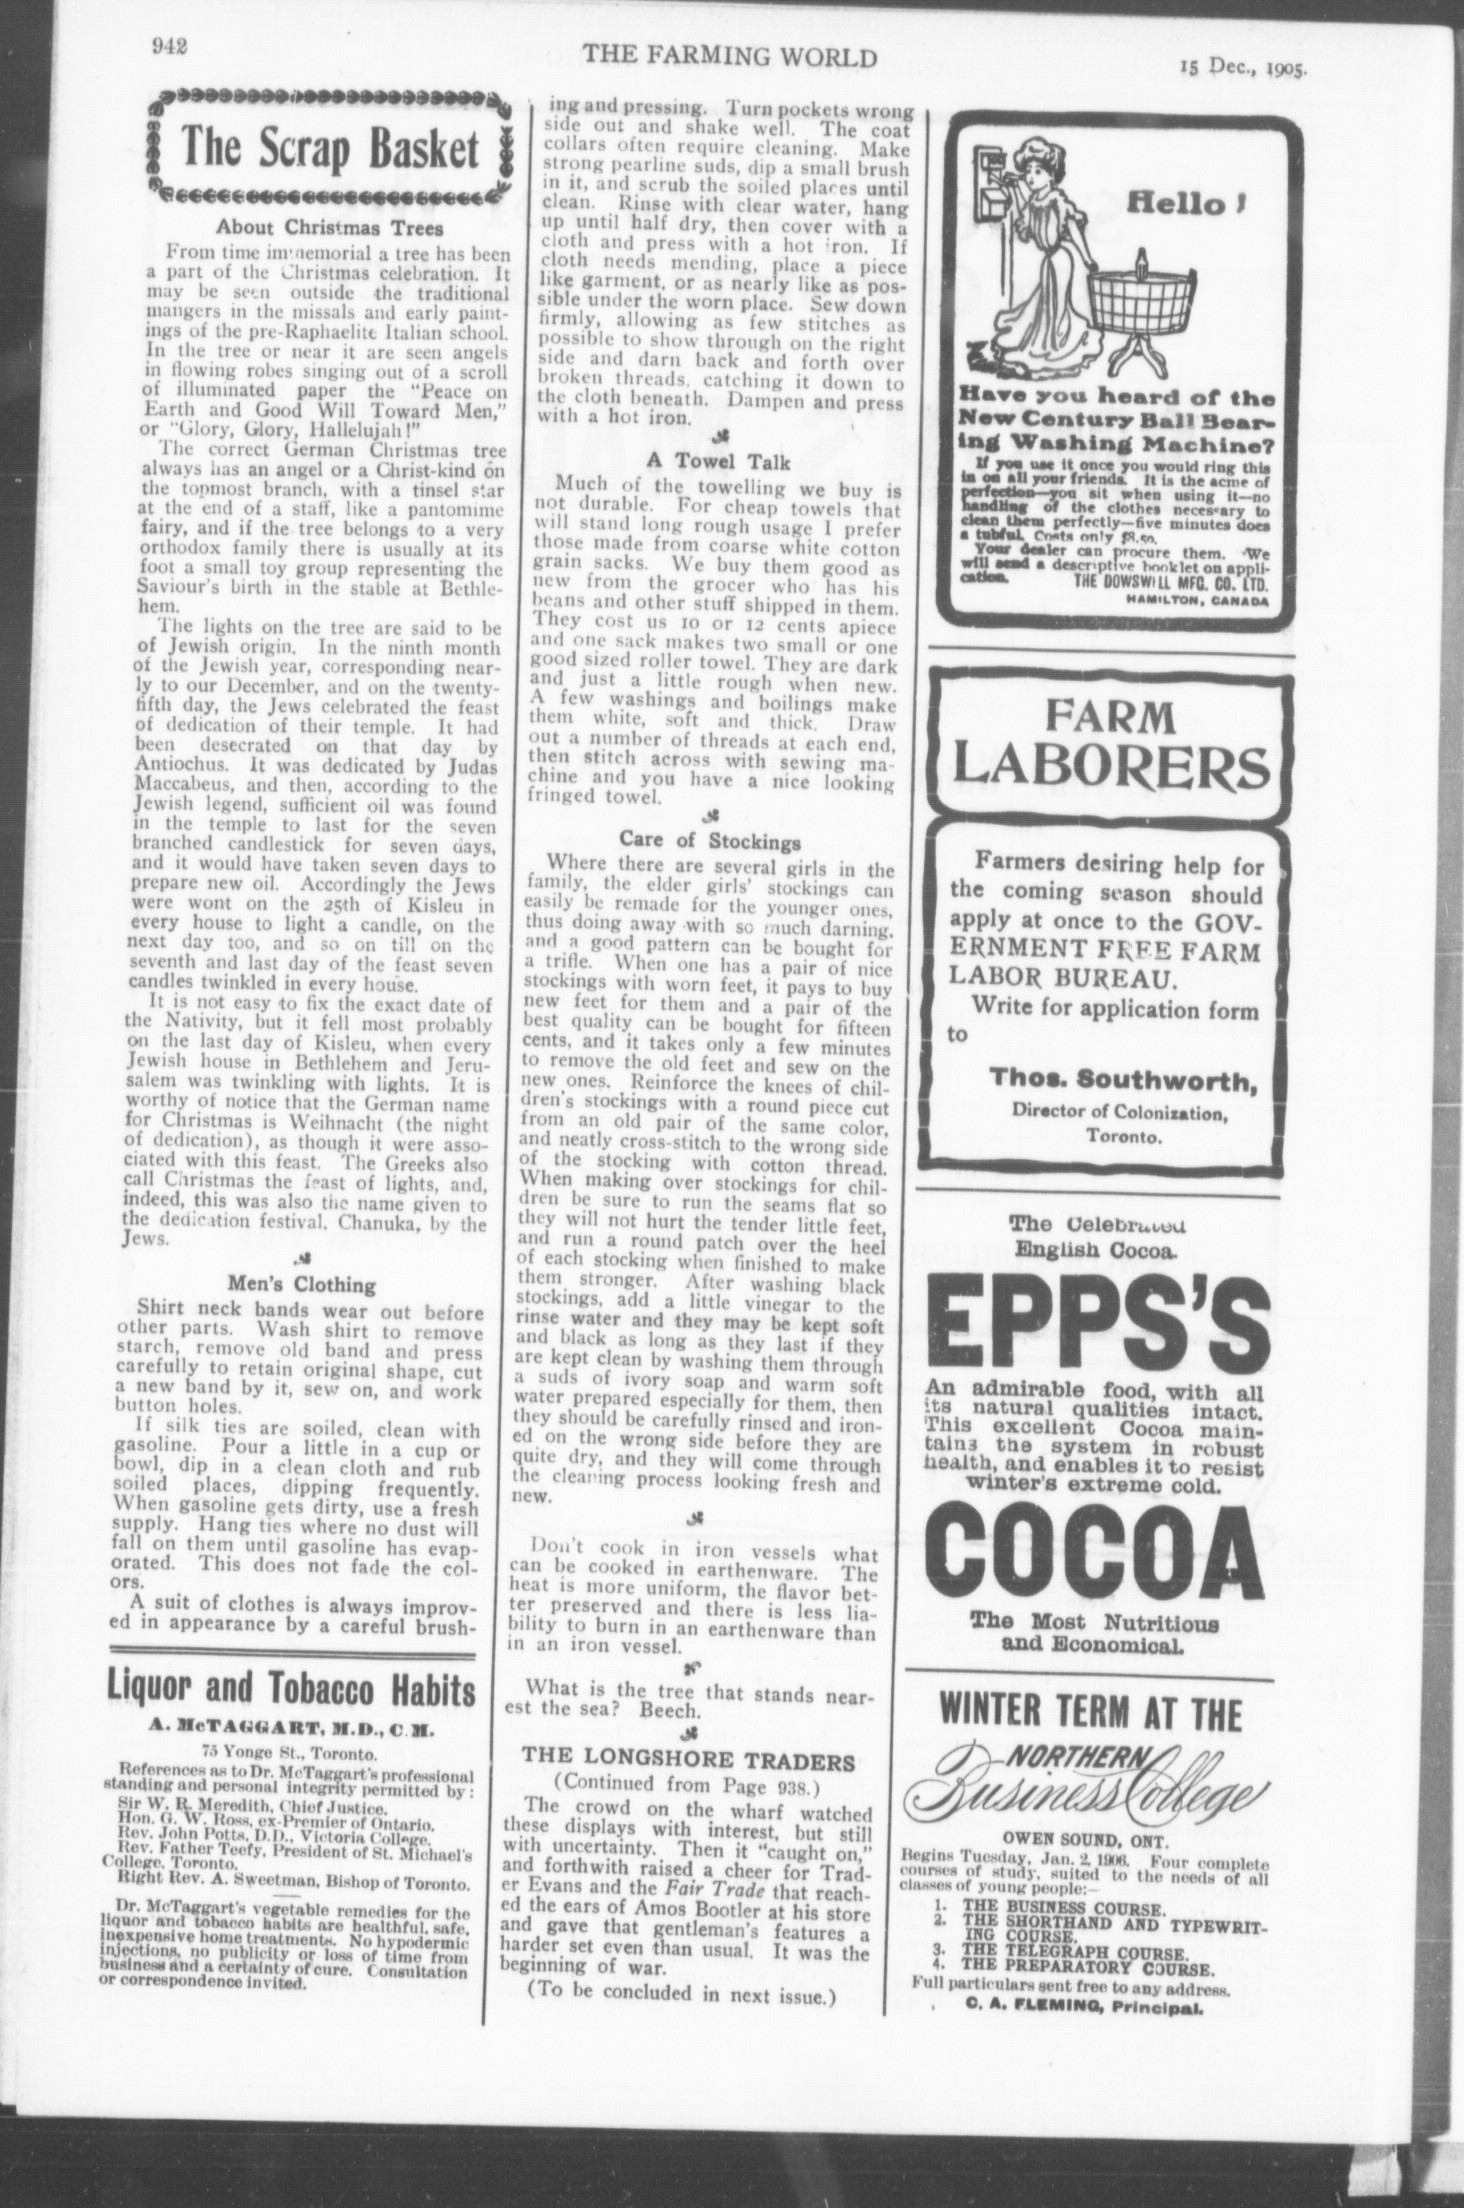 942
THE FARMING WORLD
15 Dec., 1905.
The Scrap Basket
About Christmas Trees
From time immemorial a tree has been
a part of the Christmas celebration. It
may be seen outside the traditional
mangers in the missals and early paint-
ings of the pre-Raphaelite Italian school.
In the tree or near it are seen angels
in flowing robes singing out of a scroll
of illuminated paper the "Peace on
Earth and Good Will Toward Men,"
or "Glory, Glory, Hallelujah!"
The correct German Christmas tree
always has an angel or a Christ-kind on
the topmost branch, with a tinsel star
at the end of a staff, like a pantomime
fairy, and if the tree belongs to a very
orthodox family there is usually at its
foot a small toy group representing the
Saviour's birth in the stable at Bethle-
hem.
The lights on the tree are said to be
of Jewish origin. In the ninth month
of the Jewish year, corresponding near-
ly to our December, and on the twenty-
fifth day, the Jews celebrated the feast
of dedication of their temple. It had
been desecrated on that day by
Antiochus. It was dedicated by Judas
Maccabeus, and then, according to the
Jewish legend, sufficient oil was found
in the temple to last for the seven
branched candlestick for seven days,
and it would have taken seven days to
prepare new oil. Accordingly the Jews
were wont on the 25th of Kisleu in
every house to light a candle, on the
next day too, and so on till on the
seventh and last day of the feast seven
candles twinkled in every house.
It is not easy to fix the exact date of
the Nativity, but it fell most probably
on the last day of Kisleu, when every
Jewish house in Bethlehem and Jeru-
salem was twinkling with lights. It is
worthy of notice that the German name
for Christmas is Weihnacht (the night
of dedication), as though it were asso-
ciated with this feast. The Greeks also
call Christmas the feast of lights, and,
indeed, this was also the name given to
the dedication festival, Chanuka, by the
Jews.
Men's Clothing
Shirt neck bands wear out before
other parts. Wash shirt to remove
starch, remove old band and press
carefully to retain original shape, cut
a new band by it, sew on, and work
button holes.
If silk ties are soiled, clean with
gasoline. Pour a little in a cup or
bowl, dip in a clean cloth and rub
soiled places, dipping frequently.
When gasoline gets dirty, use a fresh
supply. Hang ties where no dust will
fall on them until gasoline has evap-
orated. This does not fade the col-
ors.
A suit of clothes is always improv-
ed in appearance by a careful brush-
Liquor and Tobacco Habits
A. McTAGGART, M.D., C.M.
75 Yonge St., Toronto.
References as to Dr. McTaggart's professional
standing and personal integrity permitted by:
Sir W. R. Meredith, Chief Justice.
Hon. G. W. Ross, ex-Premier of Ontario.
Rev. John Potts, D.D., Victoria College.
Rev. Father Teefy, President of St. Michael's
College, Toronto.
Right Rev. A. Sweetman, Bishop of Toronto.
Dr. McTaggart's vegetable remedies for the
liquor and tobacco habits are healthful, safe,
inexpensive home treatments. No hypodermic
injections, no publicity or loss of time from
business and a certainty of cure. Consultation
or correspondence invited.
ing and pressing. Turn pockets wrong
side out and shake well. The coat
collars often require cleaning. Make
strong pearline suds, dip a small brush
in it, and scrub the soiled places until
clean. Rinse with clear water, hang
up until half dry, then cover with a
cloth and press with a hot iron. If
cloth needs mending, place a piece
like garment, or as nearly like as pos-
sible under the worn place. Sew down
firmly, allowing as few stitches as
possible to show through on the right
side and darn back and forth over
broken threads, catching it down to
the cloth beneath. Dampen and press
with a hot iron.
A Towel Talk
Much of the towelling we buy is
not durable. For cheap towels that
will stand long rough usage I prefer
those made from coarse white cotton
grain sacks. We buy them good as
new from the grocer who has his
beans and other stuff shipped in them.
They cost us 10 or 12 cents apiece
and one sack makes two small or one
good sized roller towel. They are dark
and just a little rough when new.
A few washings and boilings make
them white, soft and thick. Draw
out a number of threads at each end,
then stitch across with sewing ma-
chine and you have a nice looking
fringed towel.
Care of Stockings
Where there are several girls in the
family, the elder girls' stockings can
easily be remade for the younger ones,
thus doing away with so much darning,
and a good pattern can be bought for
a trifle. When one has a pair of nice
stockings with worn feet, it pays to buy
new feet for them and a pair of the
best quality can be bought for fifteen
cents, and it takes only a few minutes
to remove the old feet and sew on the
new ones. Reinforce the knees of chil-
dren's stockings with a round piece cut
from an old pair of the same color,
and neatly cross-stitch to the wrong side
of the stocking with cotton thread.
When making over stockings for chil-
dren be sure to run the seams flat so
they will not hurt the tender little feet,
and run a round patch over the heel
of each stocking when finished to make
them stronger. After washing black
stockings, add a little vinegar to the
rinse water and they may be kept soft
and black as long as they last if they
are kept clean by washing them through
a suds of ivory soap and warm soft
water prepared especially for them, then
they should be carefully rinsed and iron-
ed on the wrong side before they are
quite dry, and they will come through
the cleaning process looking fresh and
new.
Don't cook in iron vessels what
can be cooked in earthenware. The
heat is more uniform, the flavor bet-
ter preserved and there is less lia-
bility to burn in an earthenware than
in an iron vessel.
What is the tree that stands near-
est the sea? Beech.
THE LONGSHORE TRADERS
(Continued from Page 938.)
The crowd on the wharf watched
these displays with interest, but still
with uncertainty. Then it "caught on,"
and forthwith raised a cheer for Trad-
er Evans and the Fair Trade that reach-
ed the ears of Amos Bootler at his store
and gave that gentleman's features a
harder set even than usual. It was the
beginning of war.
(To be concluded in next issue.)
Hello!
Have you heard of the
New Century Ball Bear-
ing Washing Machine?
If you use it once you would ring this
in on all your friends. It is the acme of
perfection—you sit when using it—no
handling of the clothes necessary to
clean them perfectly—five minutes does
a tubful. Costs only $8.50.
Your dealer can procure them. We
will send a descriptive booklet on appli-
cation.
THE DOWSWELL MFG. CO. LTD.
HAMILTON, CANADA
FARM
LABORERS
Farmers desiring help for
the coming season should
apply at once to the GOV-
ERNMENT FREE FARM
LABOR BUREAU.
Write for application form
to
Thos. Southworth,
Director of Colonization,
Toronto.
The Celebrated
English Cocoa.
EPPS'S
An admirable food, with all
its natural qualities intact.
This excellent Cocoa main-
tains the system in robust
health, and enables it to resist
winter's extreme cold.
COCOA
The Most Nutritious
and Economical.
WINTER TERM AT THE
NORTHERN
Business College
OWEN SOUND, ONT.
Begins Tuesday, Jan. 2, 1906. Four complete
courses of study, suited to the needs of all
classes of young people:—
1. THE BUSINESS COURSE.
2. THE SHORTHAND AND TYPEWRIT-
ING COURSE.
3. THE TELEGRAPH COURSE.
4. THE PREPARATORY COURSE.
Full particulars sent free to any address.
C. A. FLEMING, Principal.